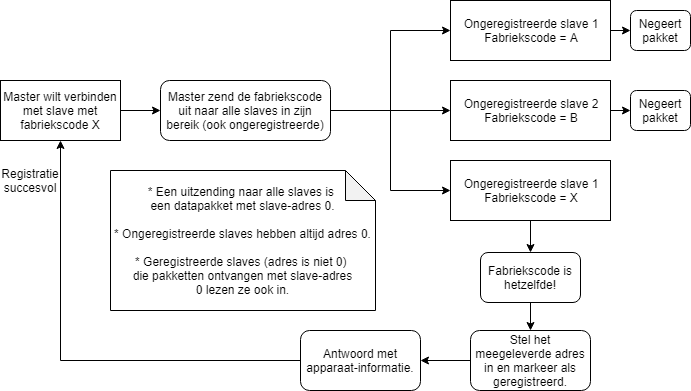 Master wilt verbinden
met slave met
fabriekscode X
Master zend de fabriekscode
uit naar alle slaves in zijn
bereik (ook ongeregistreerde)
Ongeregistreerde slave 1
Fabriekscode = A
Negeert
pakket
Ongeregistreerde slave 2
Fabriekscode = B
Negeert
pakket
Ongeregistreerde slave 1
Fabriekscode = X
Fabriekscode is
hetzelfde!
Stel het
meegeleverde adres
in en markeer als
geregistreerd.
Antwoord met
apparaat-informatie.
Registratie
succesvol
* Een uitzending naar alle slaves is
een datapakket met slave-adres 0.
* Ongeregistreerde slaves hebben altijd adres 0.
* Geregistreerde slaves (adres is niet 0)
die pakketten ontvangen met slave-adres
0 lezen ze ook in.